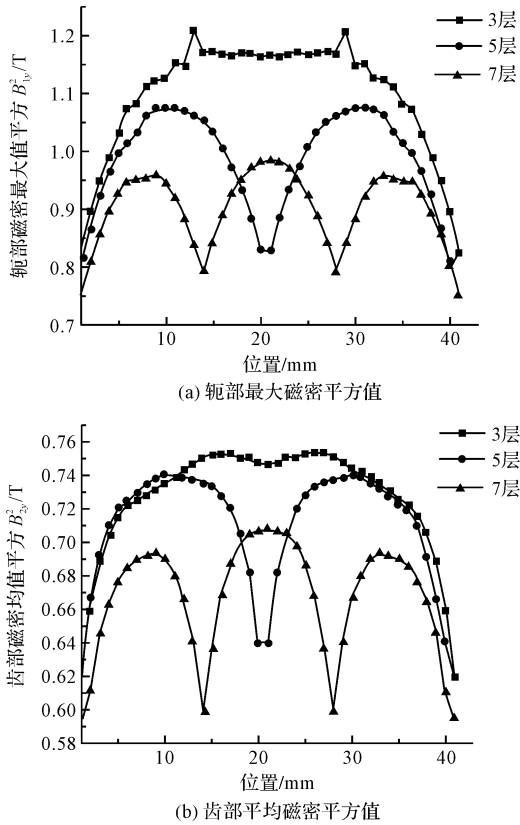 3层
5层
7层
1.2
1.1
1.0
0.9
0.8
0.7
轭部磁密最大值平方 B²₁y/T
10
20
30
40
位置/mm
(a) 轭部最大磁密平方值
3层
5层
7层
0.76
0.74
0.72
0.70
0.68
0.66
0.64
0.62
0.60
0.58
齿部磁密均值平方 B²₂y/T
10
20
30
40
位置/mm
(b) 齿部平均磁密平方值